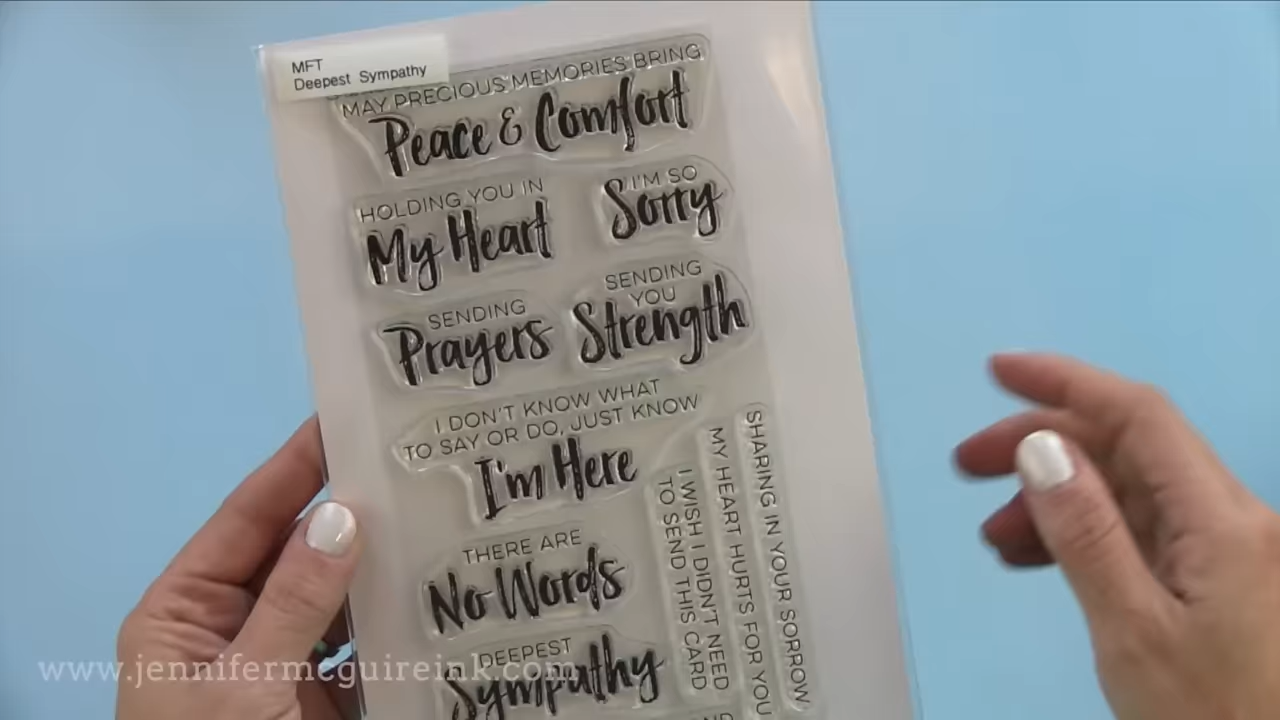 MFT
Deepest Sympathy
MAY PRECIOUS MEMORIES BRING
Peace & Comfort
HOLDING YOU IN
My Heart
I'M SO
Sorry
SENDING
Prayers
SENDING
YOU
Strength
I DON'T KNOW WHAT
TO SAY OR DO, JUST KNOW
I'm Here
THERE ARE
No Words
DEEPEST
Sympathy
I WISH I DIDN'T NEED
TO SEND THIS CARD
MY HEART HURTS FOR YOU
SHARING IN YOUR SORROW
www.jennifermcguireink.com